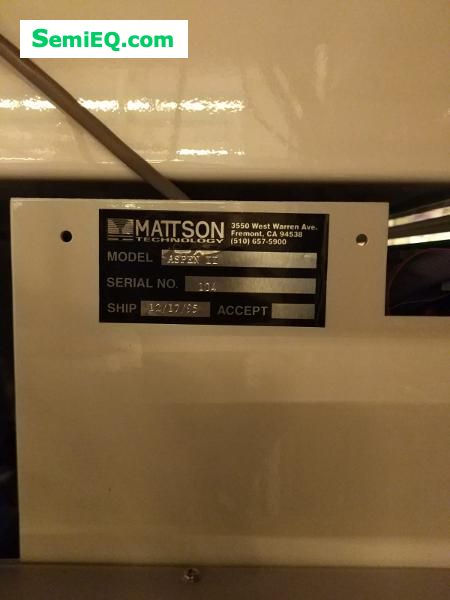 SemiEQ.com
MATTSON
TECHNOLOGY
3550 West Warren Ave.
Fremont, CA 94538
(510) 657-5900
MODEL ASPEN II
SERIAL NO. 104
SHIP 12/17/95 ACCEPT